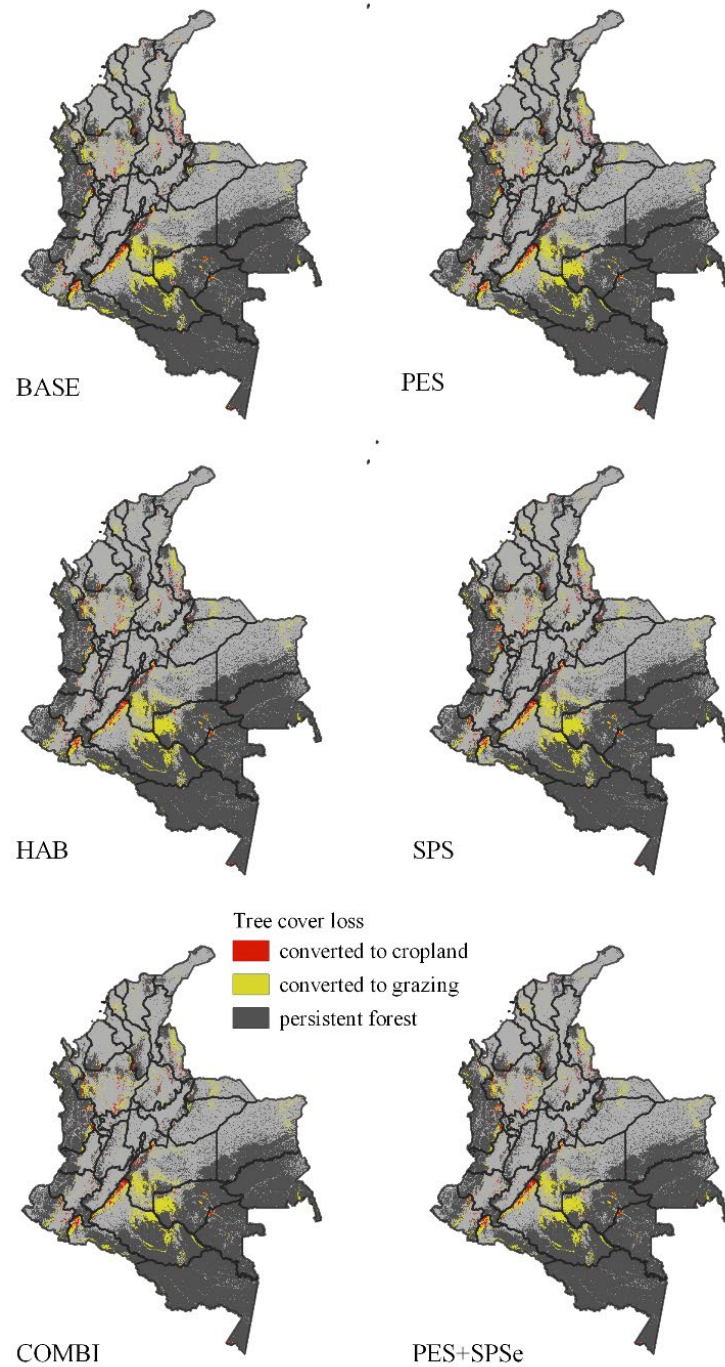 BASE
PES
HAB
SPS
Tree cover loss
converted to cropland
converted to grazing
persistent forest
COMBI
PES+SPSe